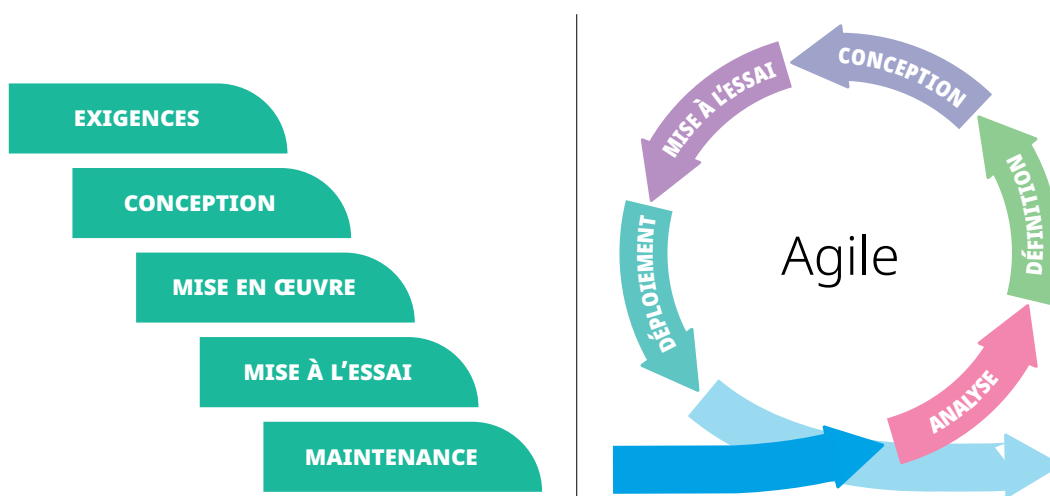 EXIGENCES
CONCEPTION
MISE EN ŒUVRE
MISE À L'ESSAI
MAINTENANCE
Agile
ANALYSE
DÉFINITION
CONCEPTION
MISE À L'ESSAI
DÉPLOIEMENT